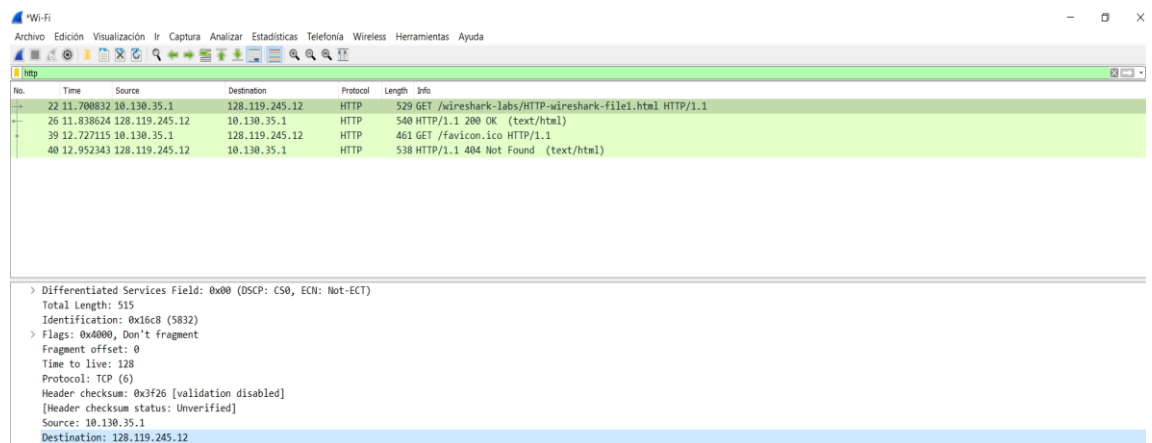 *Wi-Fi
Archivo Edición Visualización Ir Captura Analizar Estadísticas Telefonía Wireless Herramientas Ayuda
http
No. Time Source Destination Protocol Length Info
22 11.700832 10.130.35.1 128.119.245.12 HTTP 529 GET /wireshark-labs/HTTP-wireshark-file1.html HTTP/1.1
26 11.838624 128.119.245.12 10.130.35.1 HTTP 540 HTTP/1.1 200 OK (text/html)
39 12.727115 10.130.35.1 128.119.245.12 HTTP 461 GET /favicon.ico HTTP/1.1
40 12.952343 128.119.245.12 10.130.35.1 HTTP 538 HTTP/1.1 404 Not Found (text/html)
> Differentiated Services Field: 0x00 (DSCP: CS0, ECN: Not-ECT)
Total Length: 515
Identification: 0x16c8 (5832)
> Flags: 0x4000, Don't fragment
Fragment offset: 0
Time to live: 128
Protocol: TCP (6)
Header checksum: 0x3f26 [validation disabled]
[Header checksum status: Unverified]
Source: 10.130.35.1
Destination: 128.119.245.12